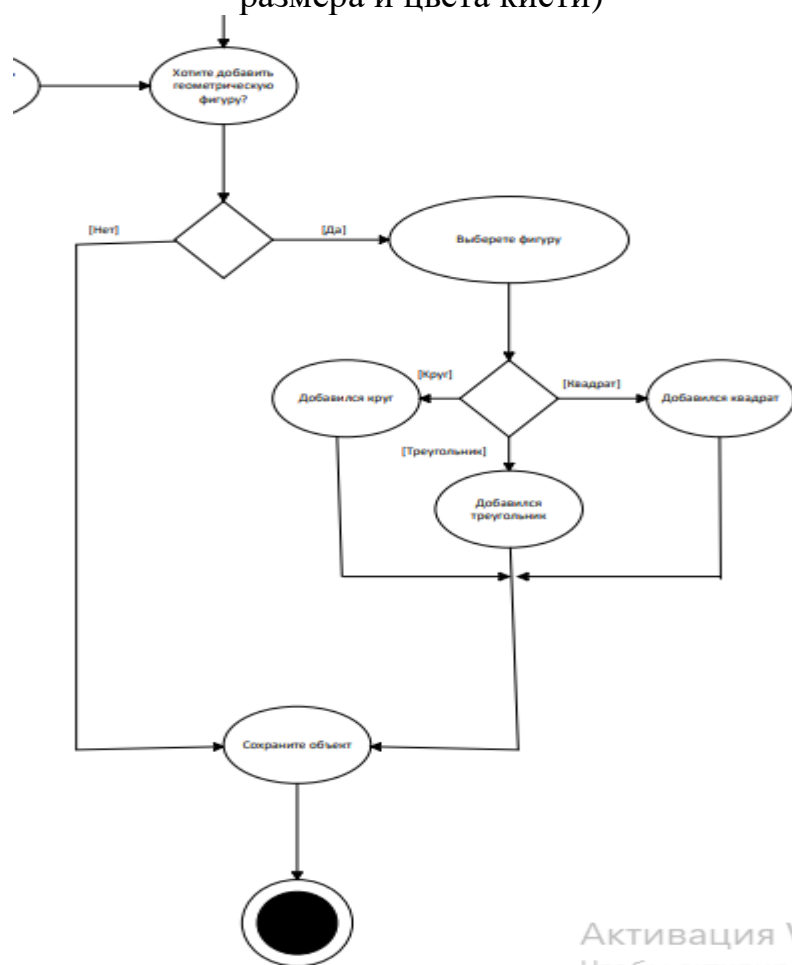 размера и цвета кисти)
Хотите добавить
геометрическую
фигуру?
[Нет]
[Да]
Выберете фигуру
[Круг]
[Квадрат]
Добавился круг
Добавился квадрат
[Треугольник]
Добавился
треугольник
Сохраните объект
Активация